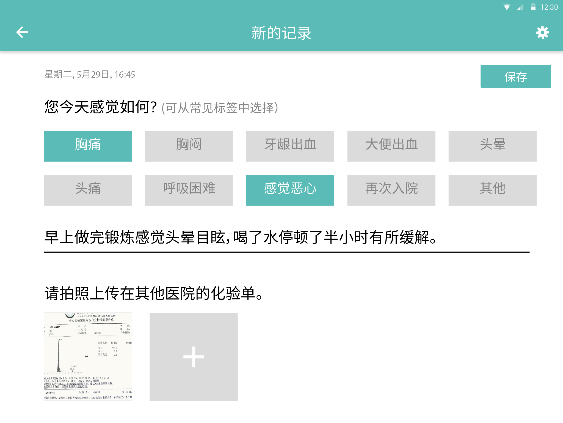 12:30
新的记录
星期二, 5月29日, 16:45
保存
您今天感觉如何? (可从常见标签中选择)
胸痛 胸闷 牙龈出血 大便出血 头晕
头痛 呼吸困难 感觉恶心 再次入院 其他
早上做完锻炼感觉头晕目眩,喝了水停顿了半小时有所缓解。
请拍照上传在其他医院的化验单。